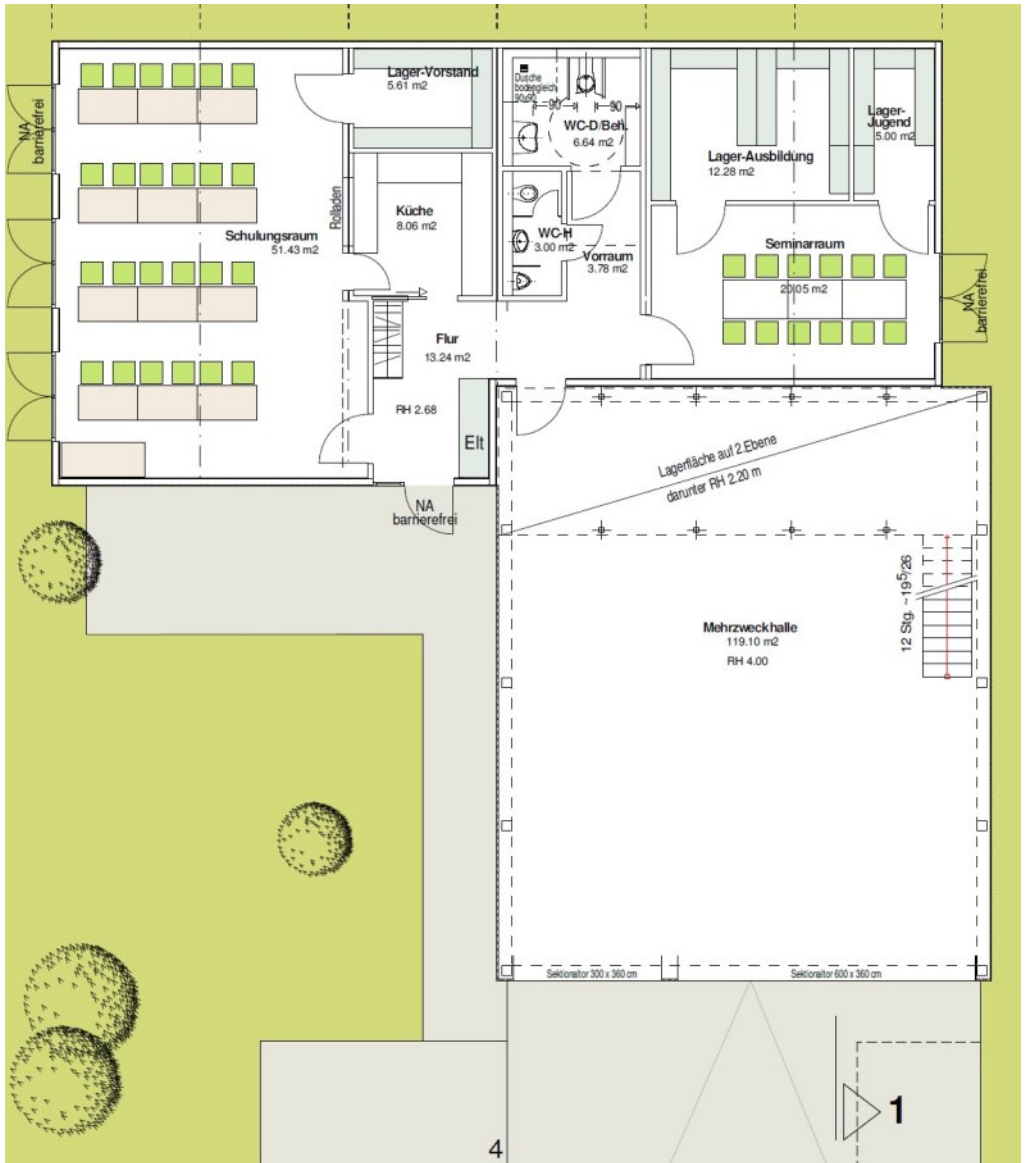 Lager-Vorstand
5.61 m2
Dusche
bodengleich
90x90
90
90
WC-D/Beh.
6.64 m2
Lager-
Jugend
5.00 m2
Lager-Ausbildung
12.28 m2
NA
barrierefrei
Rolladen
Küche
8.06 m2
Schulungsraum
51.43 m2
WC-H
3.00 m2
Vorraum
3.78 m2
Seminarraum
20.05 m2
NA
barrierefrei
Flur
13.24 m2
RH 2.68
Elt
NA
barrierefrei
Lagerfläche auf 2.Ebene
darunter RH 2.20 m
12 Stg. ~19⁵/26
Mehrzweckhalle
119.10 m2
RH 4.00
Sektionaltor 300 x 360 cm
Sektionaltor 600 x 360 cm
1
4